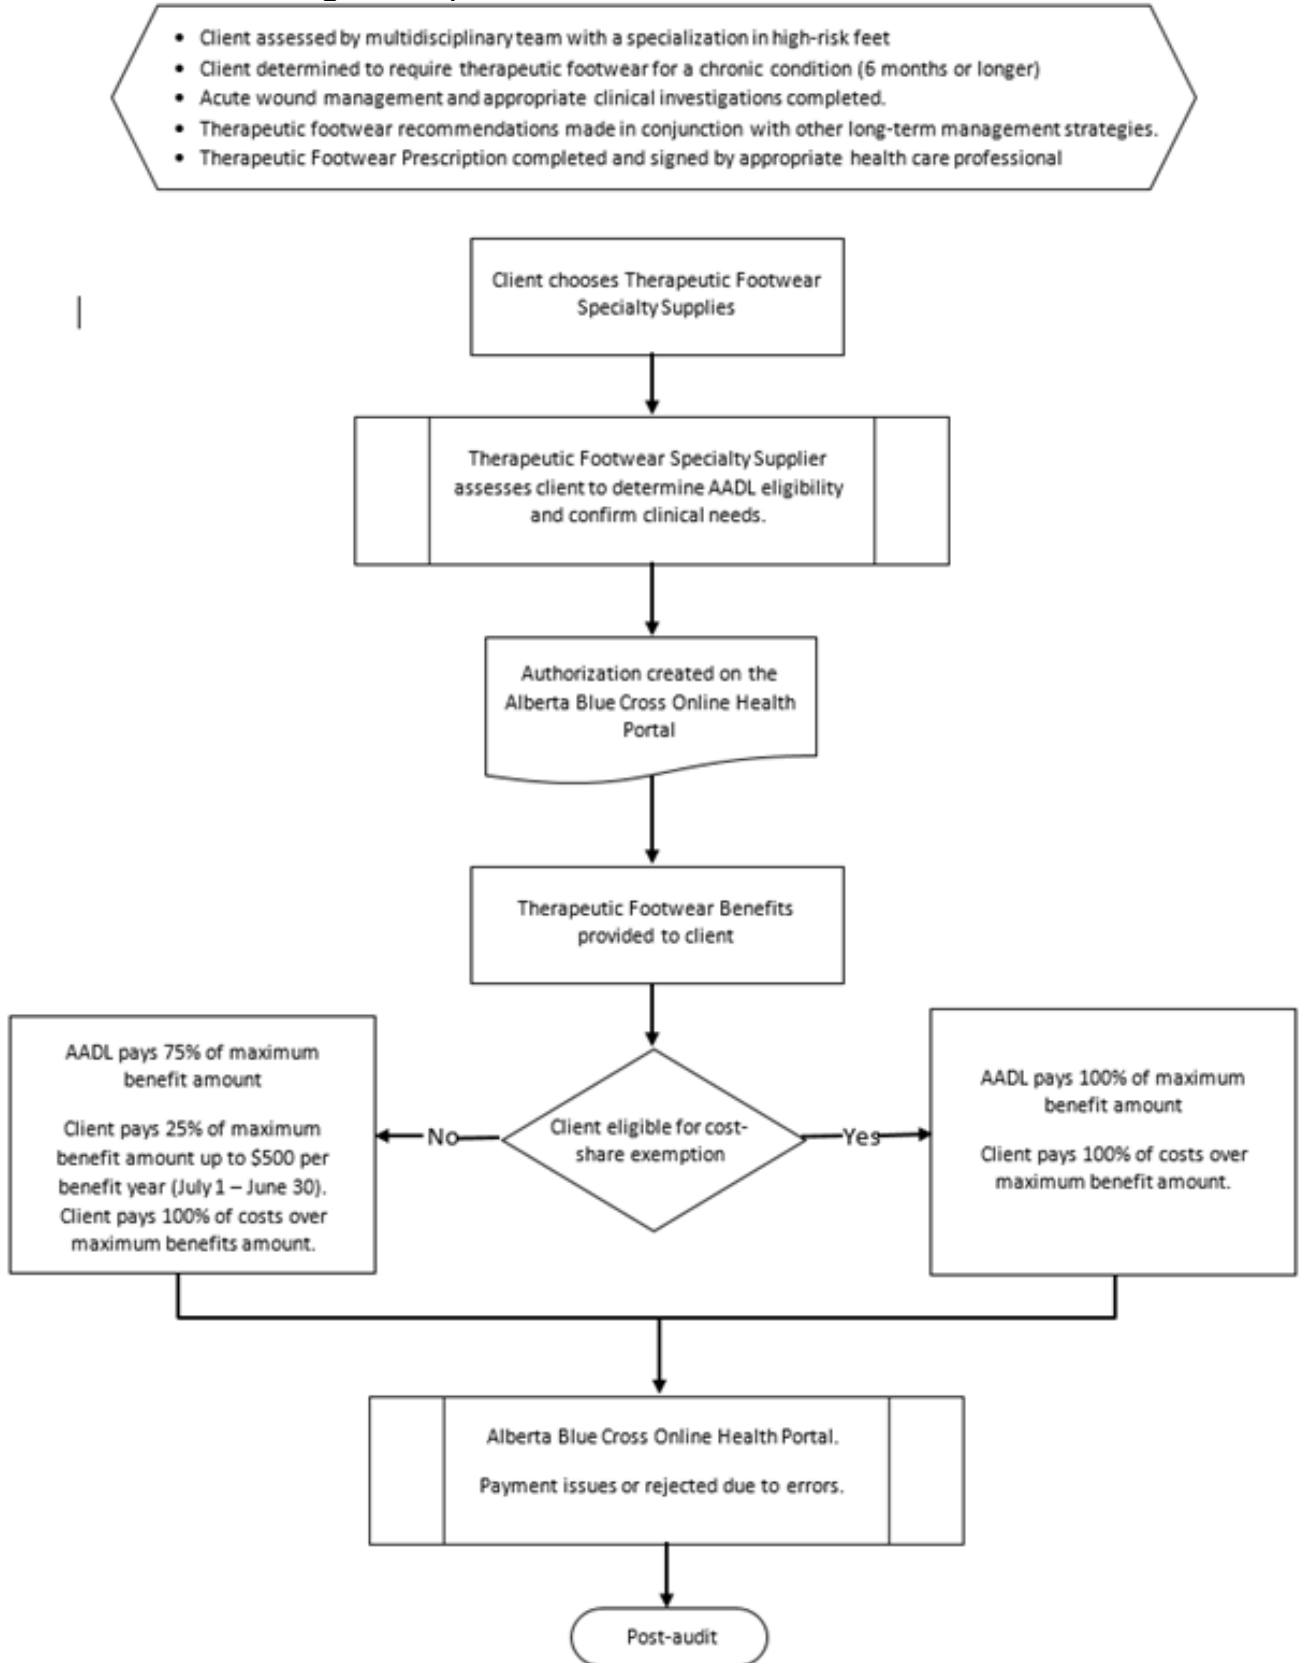 • Client assessed by multidisciplinary team with a specialization in high-risk feet
• Client determined to require therapeutic footwear for a chronic condition (6 months or longer)
• Acute wound management and appropriate clinical investigations completed.
• Therapeutic footwear recommendations made in conjunction with other long-term management strategies.
• Therapeutic Footwear Prescription completed and signed by appropriate health care professional
Client chooses Therapeutic Footwear
Specialty Supplies
Therapeutic Footwear Specialty Supplier
assesses client to determine AADL eligibility
and confirm clinical needs.
Authorization created on the
Alberta Blue Cross Online Health
Portal
Therapeutic Footwear Benefits
provided to client
Client eligible for cost-
share exemption
No
AADL pays 75% of maximum
benefit amount
Client pays 25% of maximum
benefit amount up to $500 per
benefit year (July 1 – June 30).
Client pays 100% of costs over
maximum benefits amount.
Yes
AADL pays 100% of maximum
benefit amount
Client pays 100% of costs over
maximum benefit amount.
Alberta Blue Cross Online Health Portal.
Payment issues or rejected due to errors.
Post-audit